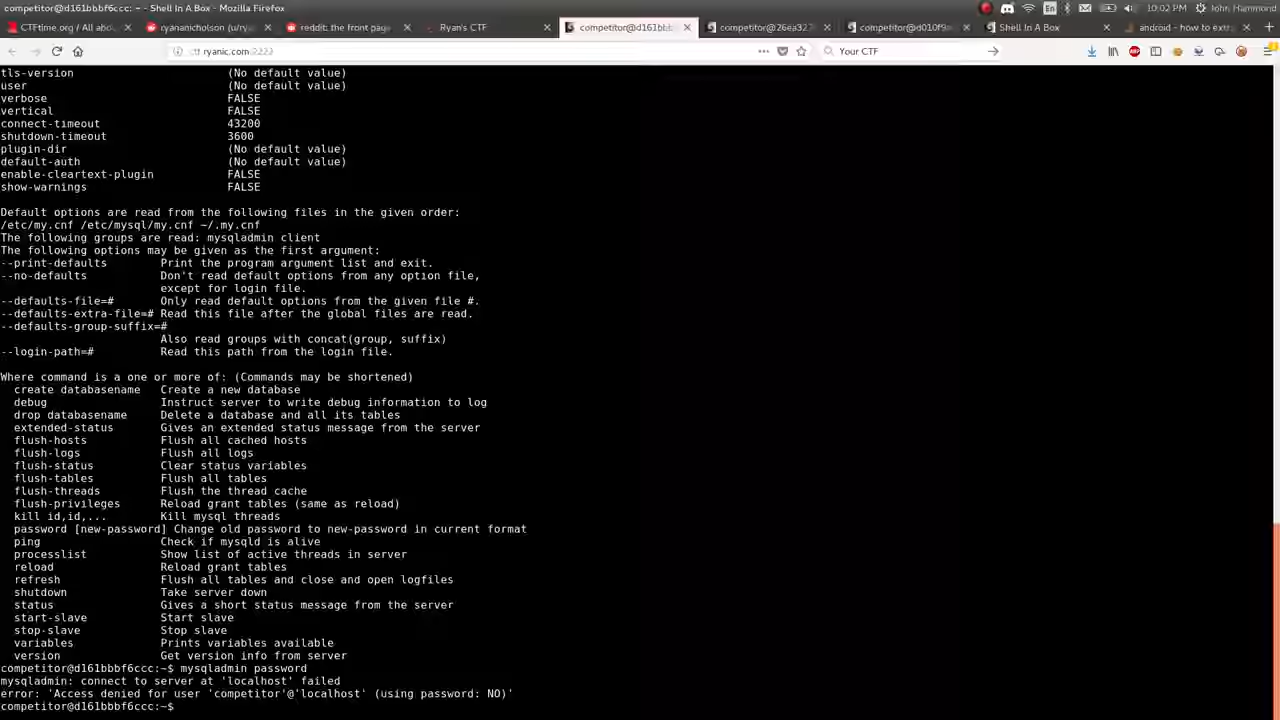 competitor@d161bbbf6ccc: ~ - Shell In A Box - Mozilla Firefox
En
10:02 PM
John Hammond
CTFtime.org / All abo
ryananicholson (u/rya
reddit: the front page
Ryan's CTF
competitor@d161bbb
competitor@26ea327
competitor@d010f9
Shell In A Box
android - how to extr
ctf.ryanic.com:2223
Your CTF
tls-version (No default value)
user (No default value)
verbose FALSE
vertical FALSE
connect-timeout 43200
shutdown-timeout 3600
plugin-dir (No default value)
default-auth (No default value)
enable-cleartext-plugin FALSE
show-warnings FALSE
Default options are read from the following files in the given order:
/etc/my.cnf /etc/mysql/my.cnf ~/.my.cnf
The following groups are read: mysqladmin client
The following options may be given as the first argument:
--print-defaults Print the program argument list and exit.
--no-defaults Don't read default options from any option file,
except for login file.
--defaults-file=# Only read default options from the given file #.
--defaults-extra-file=# Read this file after the global files are read.
--defaults-group-suffix=#
Also read groups with concat(group, suffix)
--login-path=# Read this path from the login file.
Where command is a one or more of: (Commands may be shortened)
create databasename Create a new database
debug Instruct server to write debug information to log
drop databasename Delete a database and all its tables
extended-status Gives an extended status message from the server
flush-hosts Flush all cached hosts
flush-logs Flush all logs
flush-status Clear status variables
flush-tables Flush all tables
flush-threads Flush the thread cache
flush-privileges Reload grant tables (same as reload)
kill id,id,... Kill mysql threads
password [new-password] Change old password to new-password in current format
ping Check if mysqld is alive
processlist Show list of active threads in server
reload Reload grant tables
refresh Flush all tables and close and open logfiles
shutdown Take server down
status Gives a short status message from the server
start-slave Start slave
stop-slave Stop slave
variables Prints variables available
version Get version info from server
competitor@d161bbbf6ccc:~$ mysqladmin password
mysqladmin: connect to server at 'localhost' failed
error: 'Access denied for user 'competitor'@'localhost' (using password: NO)'
competitor@d161bbbf6ccc:~$